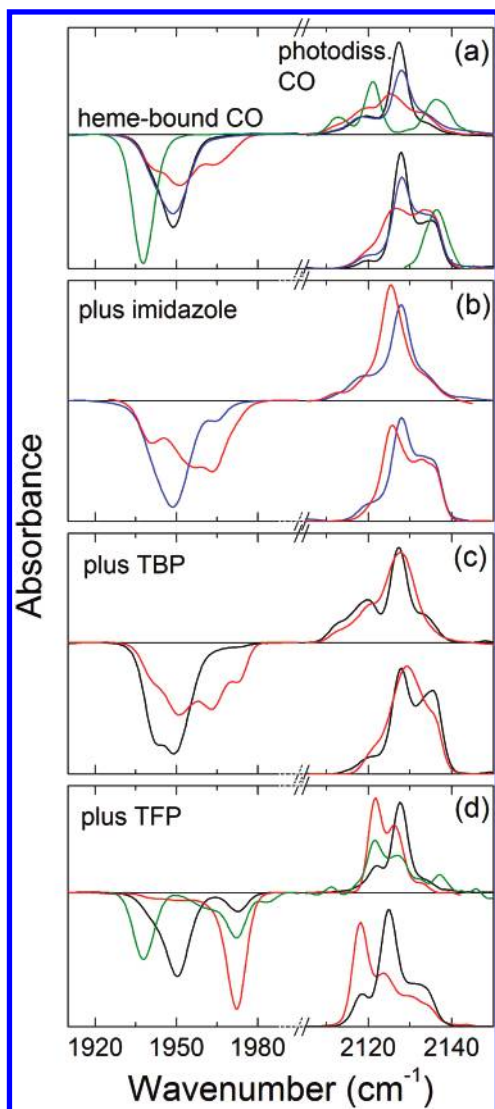 (a)
photodiss.
CO
heme-bound CO
plus imidazole
(b)
plus TBP
(c)
plus TFP
(d)
Absorbance
1920 1950 1980 2120 2140
Wavenumber (cm⁻¹)